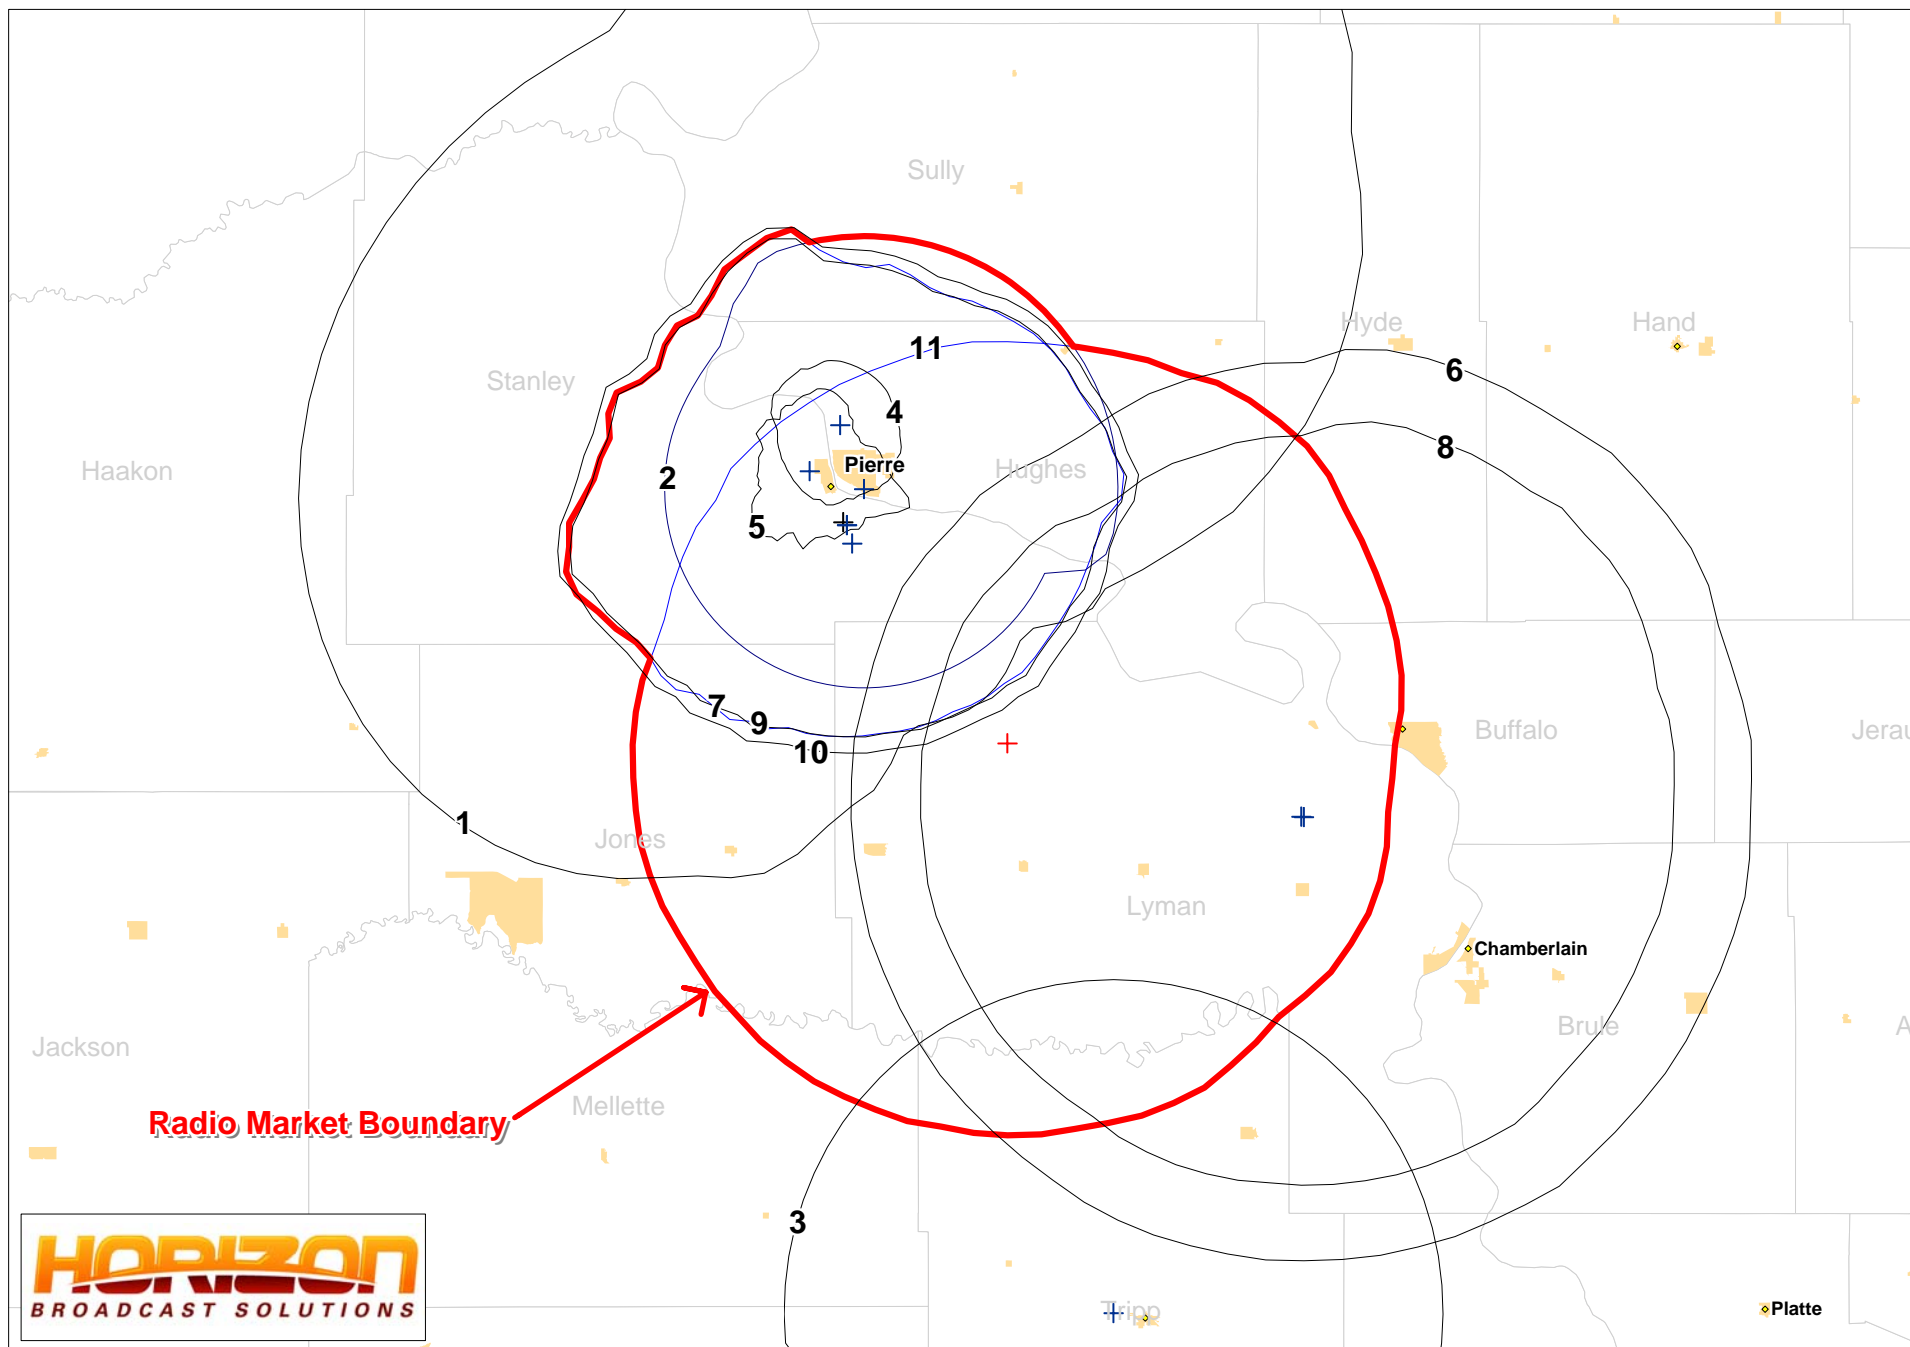 Sully
Hyde
Hand
11
6
Stanley
4
8
Haakon
2
Pierre
Hughes
5
7
9
10
Buffalo
Jerau
1
Jones
Lyman
Chamberlain
Brule
A
Jackson
Mellette
Radio Market Boundary
3
HORIZON
BROADCAST SOLUTIONS
Tripp
Platte